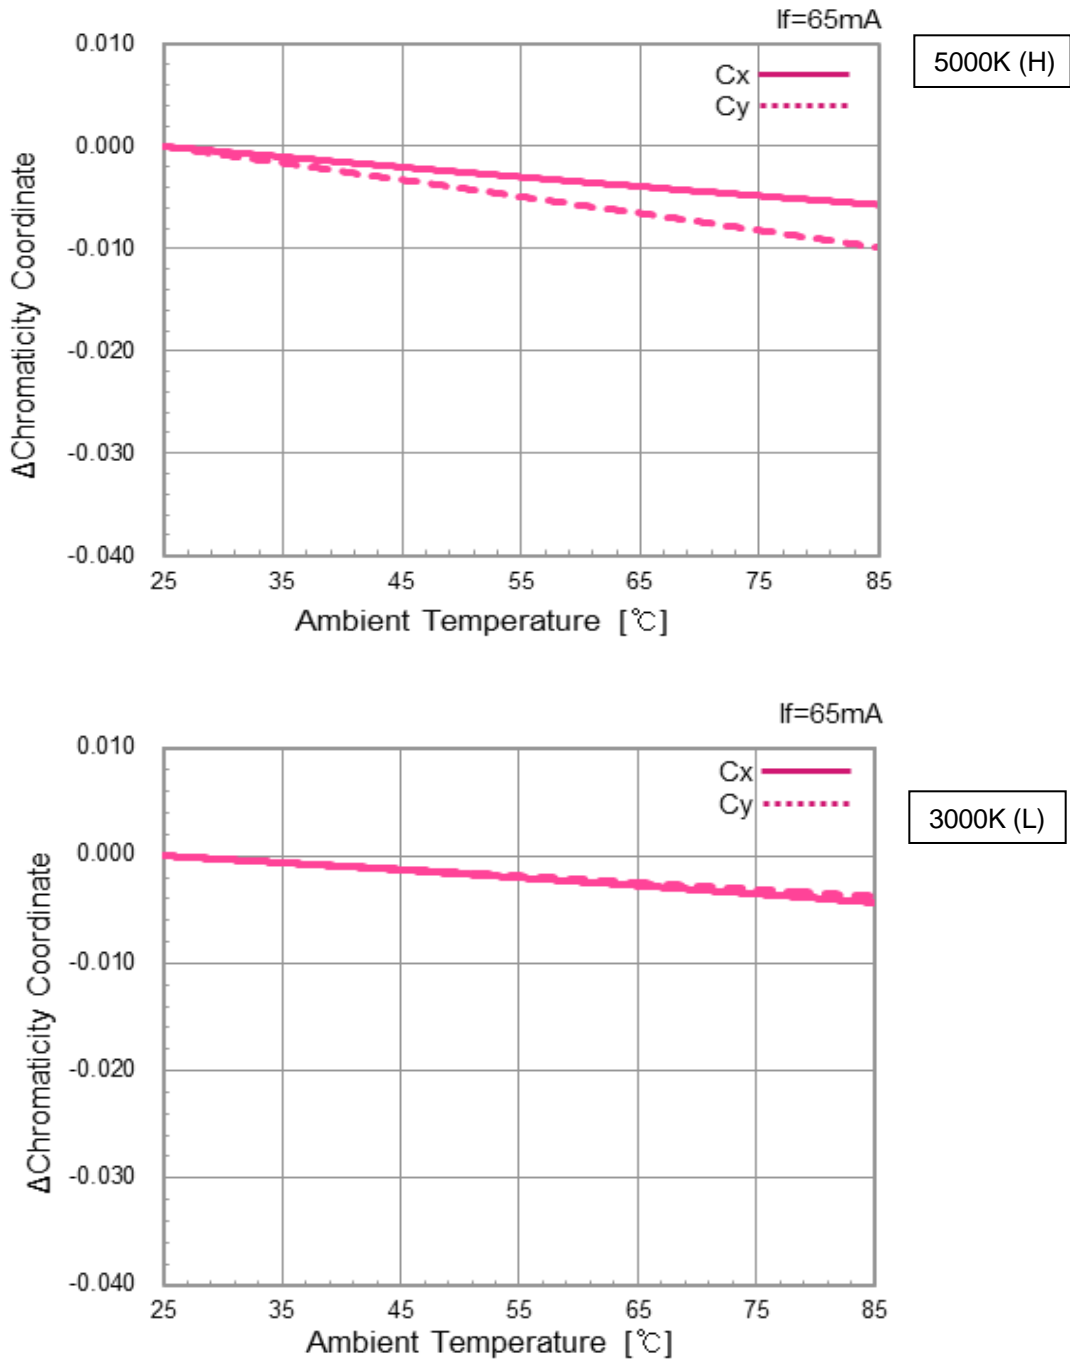 If=65mA
5000K (H)
0.010
Cx
Cy
0.000
-0.010
-0.020
-0.030
-0.040
ΔChromaticity Coordinate
25 35 45 55 65 75 85
Ambient Temperature [℃]
If=65mA
3000K (L)
0.010
Cx
Cy
0.000
-0.010
-0.020
-0.030
-0.040
ΔChromaticity Coordinate
25 35 45 55 65 75 85
Ambient Temperature [℃]